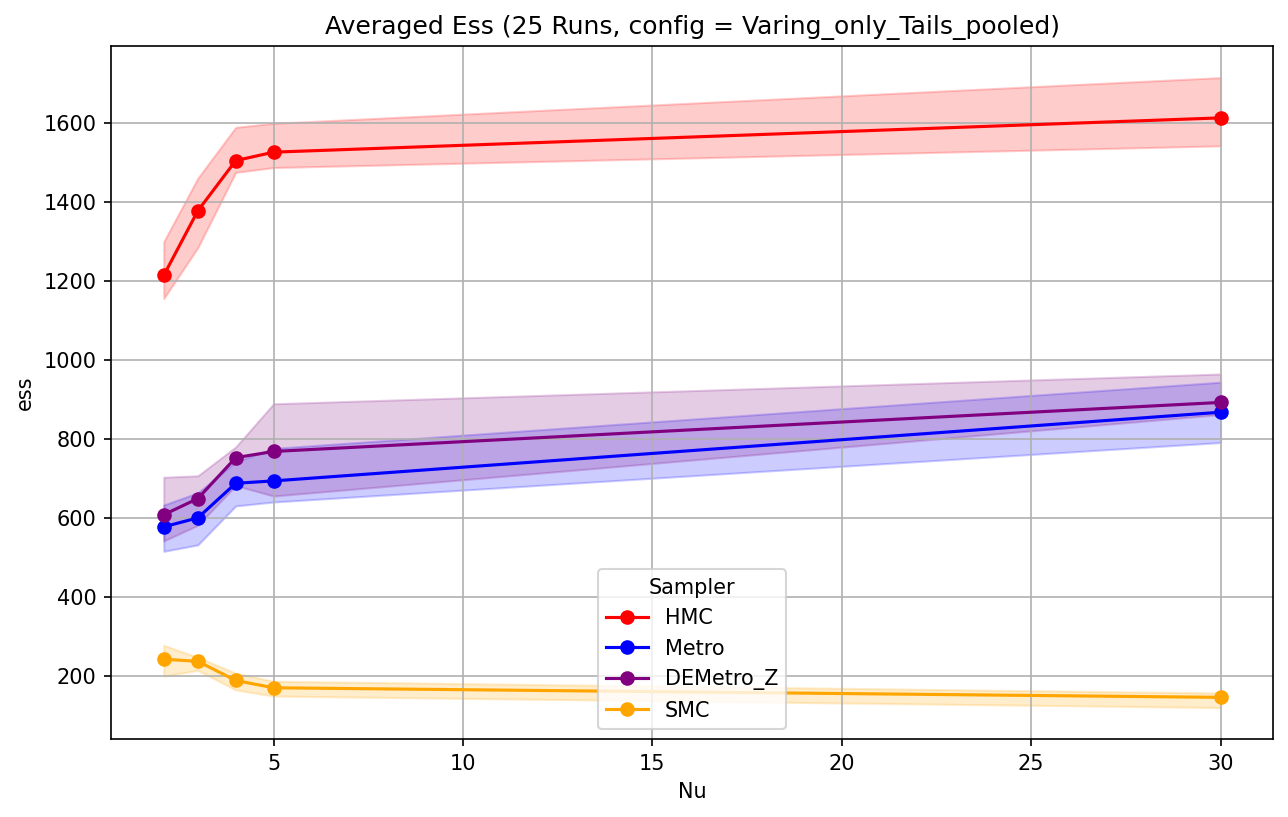 Averaged Ess (25 Runs, config = Varing_only_Tails_pooled)
1600
1400
1200
1000
800
600
400
200
ess
Sampler
HMC
Metro
DEMetro_Z
SMC
5
10
15
20
25
30
Nu